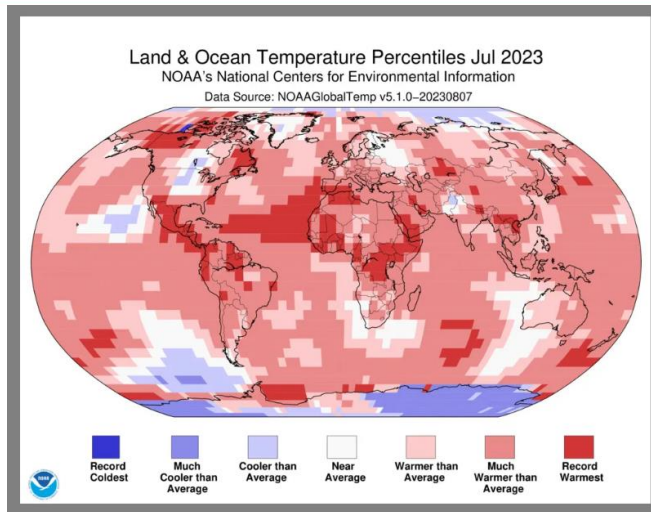 Land & Ocean Temperature Percentiles Jul 2023
NOAA's National Centers for Environmental Information
Data Source: NOAAGlobalTemp v5.1.0–20230807
Record
Coldest
Much
Cooler than
Average
Cooler than
Average
Near
Average
Warmer than
Average
Much
Warmer than
Average
Record
Warmest